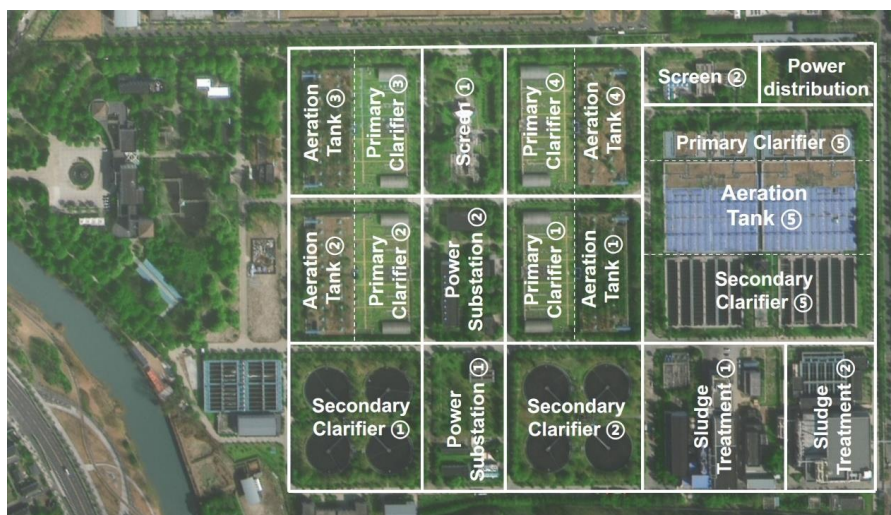 Aeration
Tank ③
Primary
Clarifier ③
Screen ①
Primary
Clarifier ④
Aeration
Tank ④
Screen ②
Power
distribution
Primary Clarifier ⑤
Aeration
Tank ⑤
Secondary
Clarifier ⑤
Aeration
Tank ②
Primary
Clarifier ②
Power
Substation ②
Primary
Clarifier ①
Aeration
Tank ①
Secondary
Clarifier ①
Power
Substation ①
Secondary
Clarifier ②
Sludge
Treatment ①
Sludge
Treatment ②